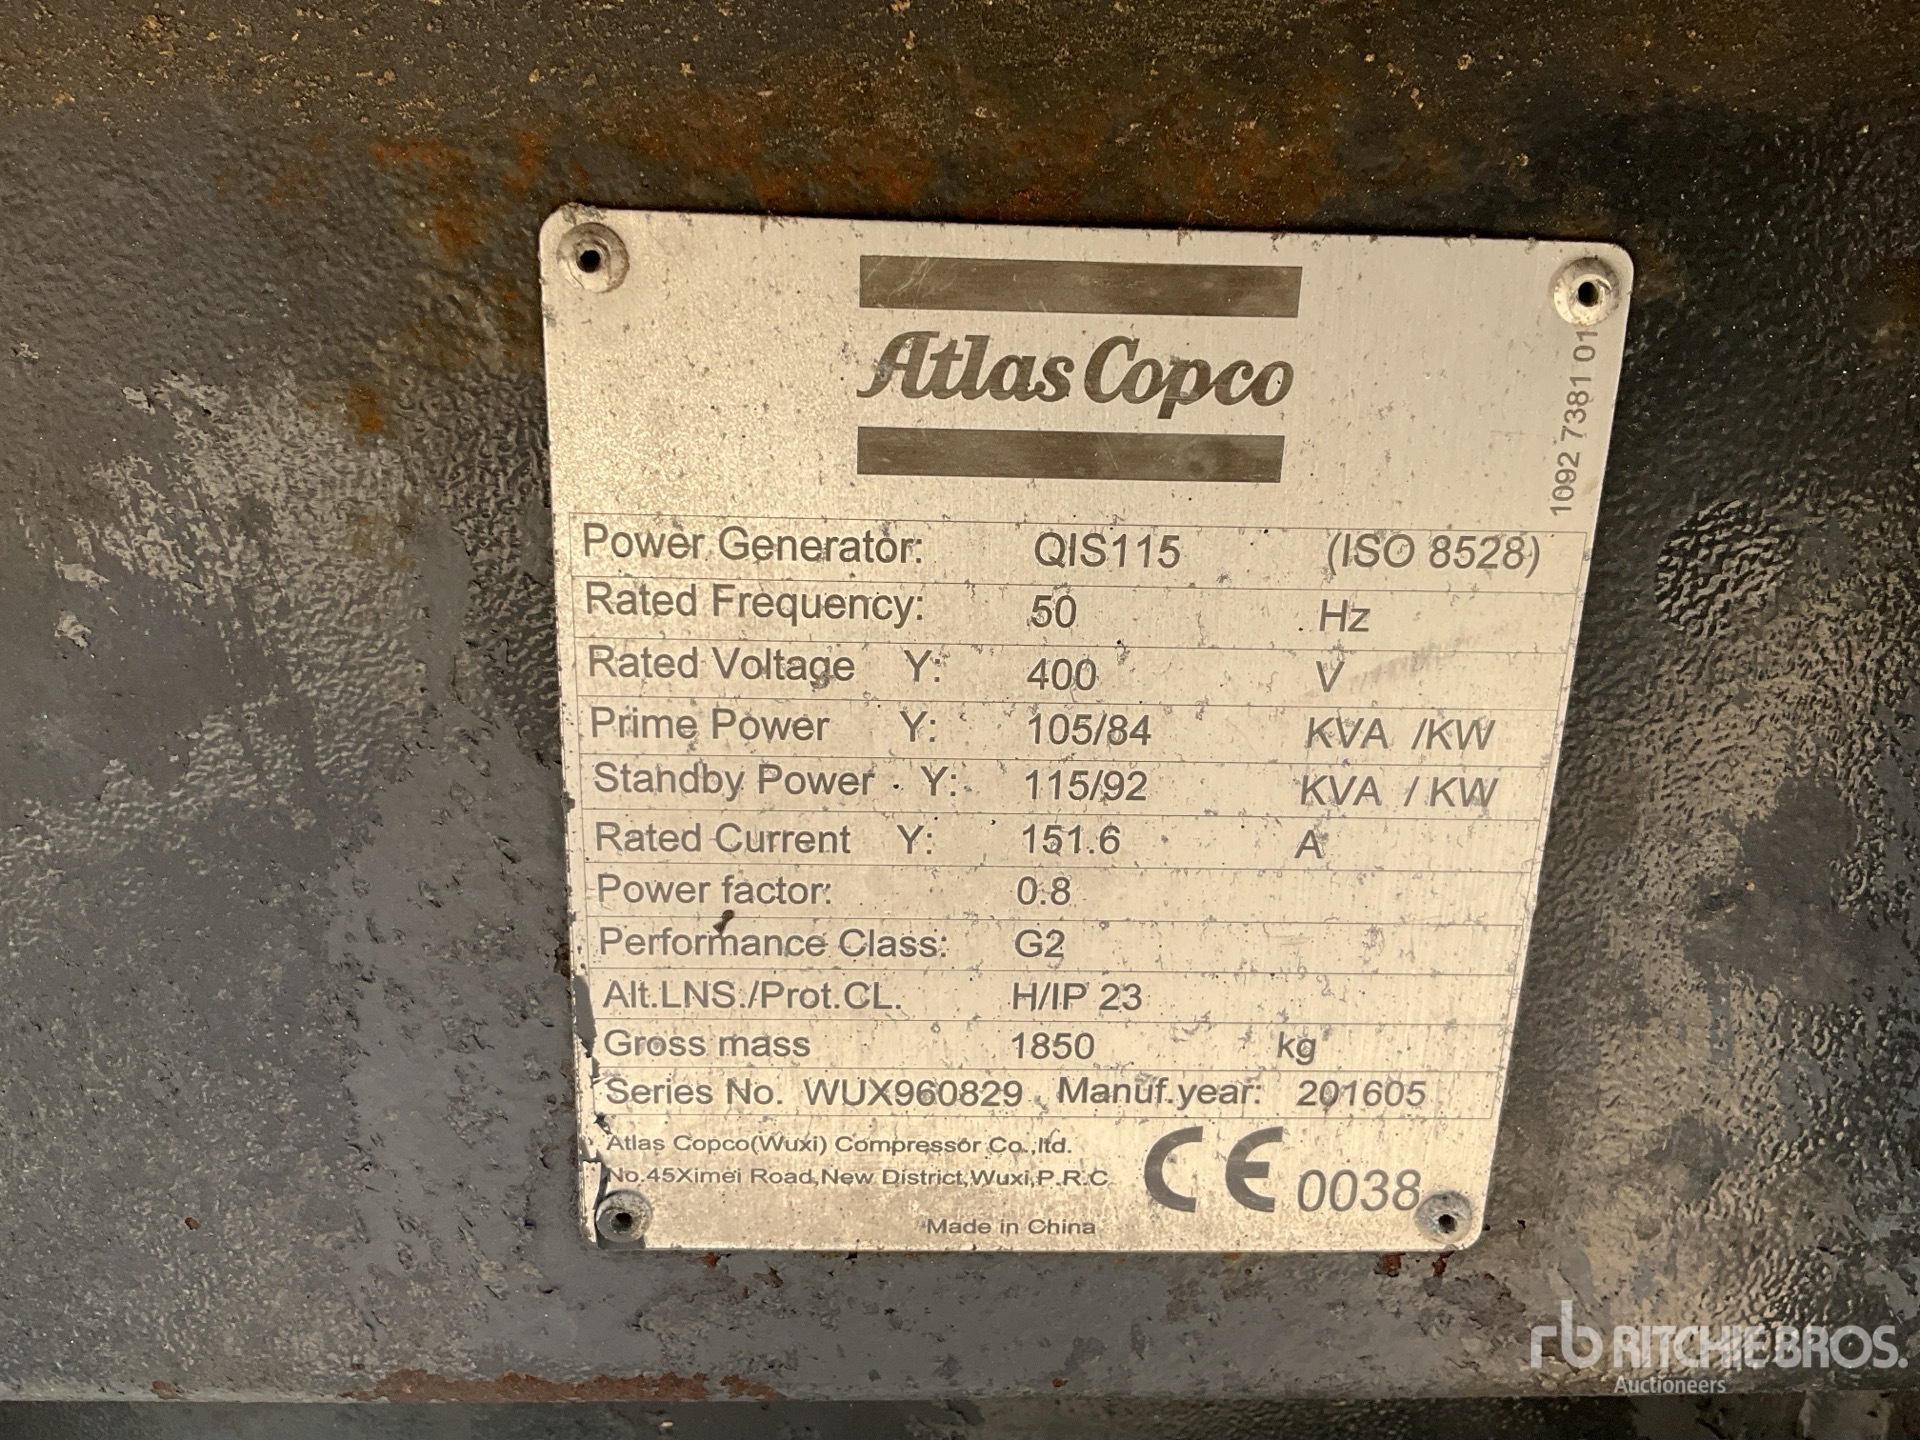 Atlas Copco
1092 7381 01
Power Generator: QIS115 (ISO 8528)
Rated Frequency: 50 Hz
Rated Voltage Y: 400 V
Prime Power Y: 105/84 KVA /KW
Standby Power Y: 115/92 KVA / KW
Rated Current Y: 151.6 A
Power factor: 0.8
Performance Class: G2
Alt.LNS./Prot.CL. H/IP 23
Gross mass 1850 kg
Series No. WUX960829 Manuf.year: 201605
Atlas Copco(Wuxi) Compressor Co.,ltd.
No.45Ximei Road,New District,Wuxi,P.R.C.
CE 0038
Made in China
rb RITCHIE BROS.
Auctioneers